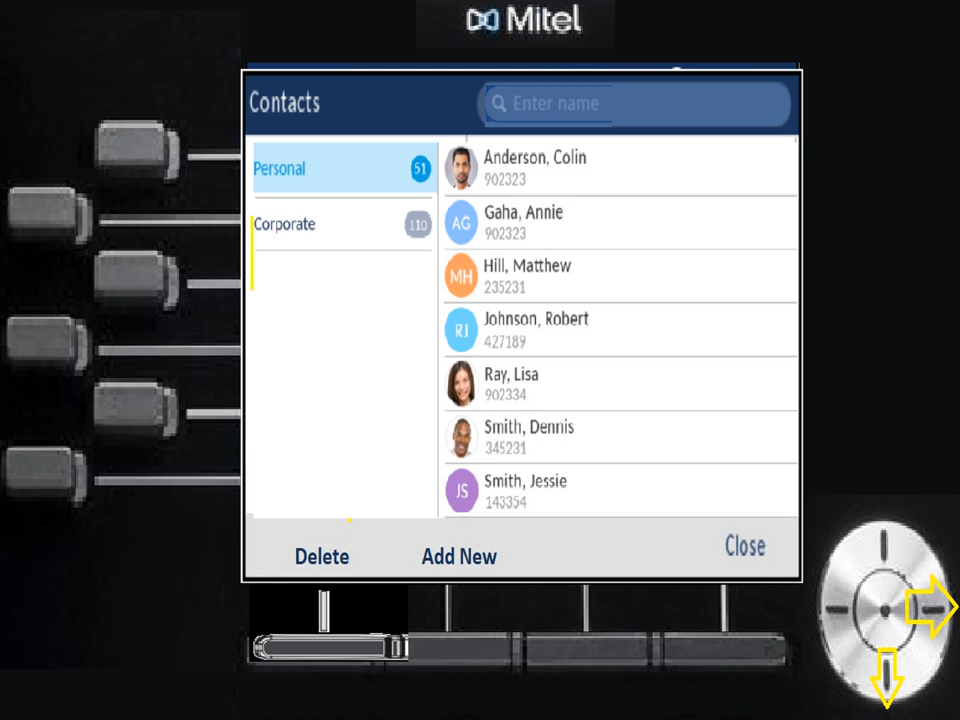 Mitel
Contacts
Enter name
Personal 51
Corporate 110
Anderson, Colin
902323
AG
Gaha, Annie
902323
MH
Hill, Matthew
235231
RJ
Johnson, Robert
427189
Ray, Lisa
902334
Smith, Dennis
345231
JS
Smith, Jessie
143354
Delete
Add New
Close